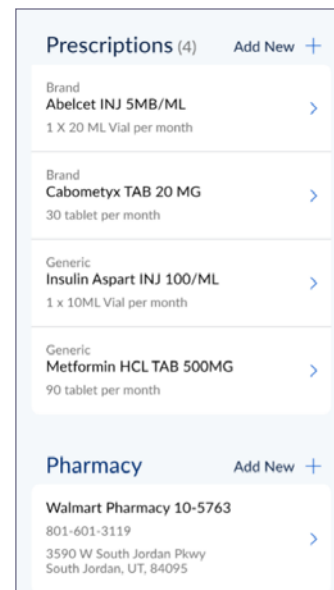 Prescriptions (4) Add New +
Brand
Abelcet INJ 5MB/ML
1 X 20 ML Vial per month
Brand
Cabometyx TAB 20 MG
30 tablet per month
Generic
Insulin Aspart INJ 100/ML
1 x 10ML Vial per month
Generic
Metformin HCL TAB 500MG
90 tablet per month
Pharmacy Add New +
Walmart Pharmacy 10-5763
801-601-3119
3590 W South Jordan Pkwy
South Jordan, UT, 84095